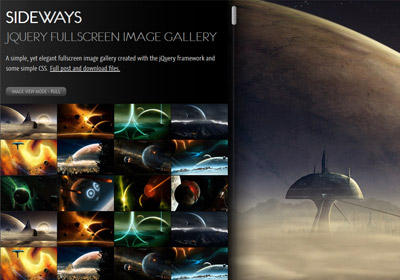 SIDEWAYS
JQUERY FULLSCREEN IMAGE GALLERY
A simple, yet elegant fullscreen image gallery created with the jQuery framework and
some simple CSS. Full post and download files.
IMAGE VIEW MODE - FULL